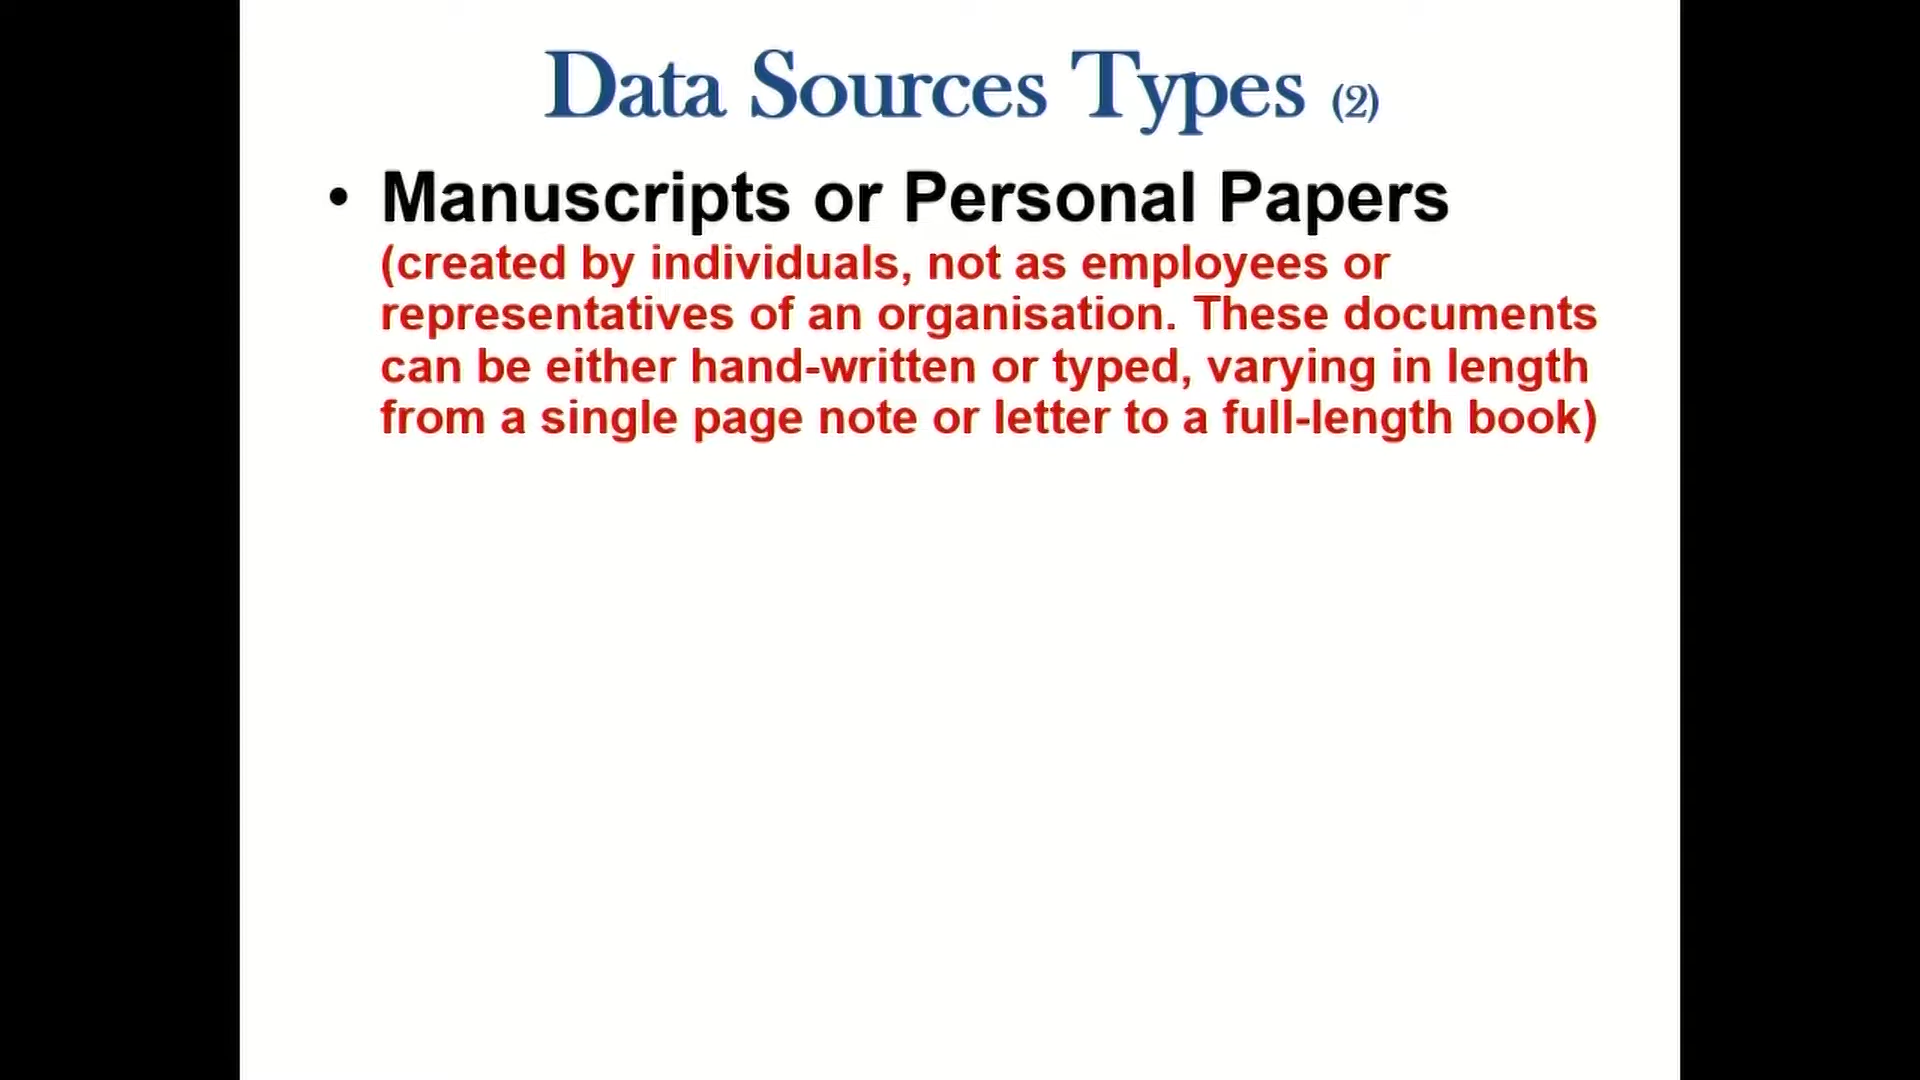 Data Sources Types (2)
• Manuscripts or Personal Papers
(created by individuals, not as employees or
representatives of an organisation. These documents
can be either hand-written or typed, varying in length
from a single page note or letter to a full-length book)